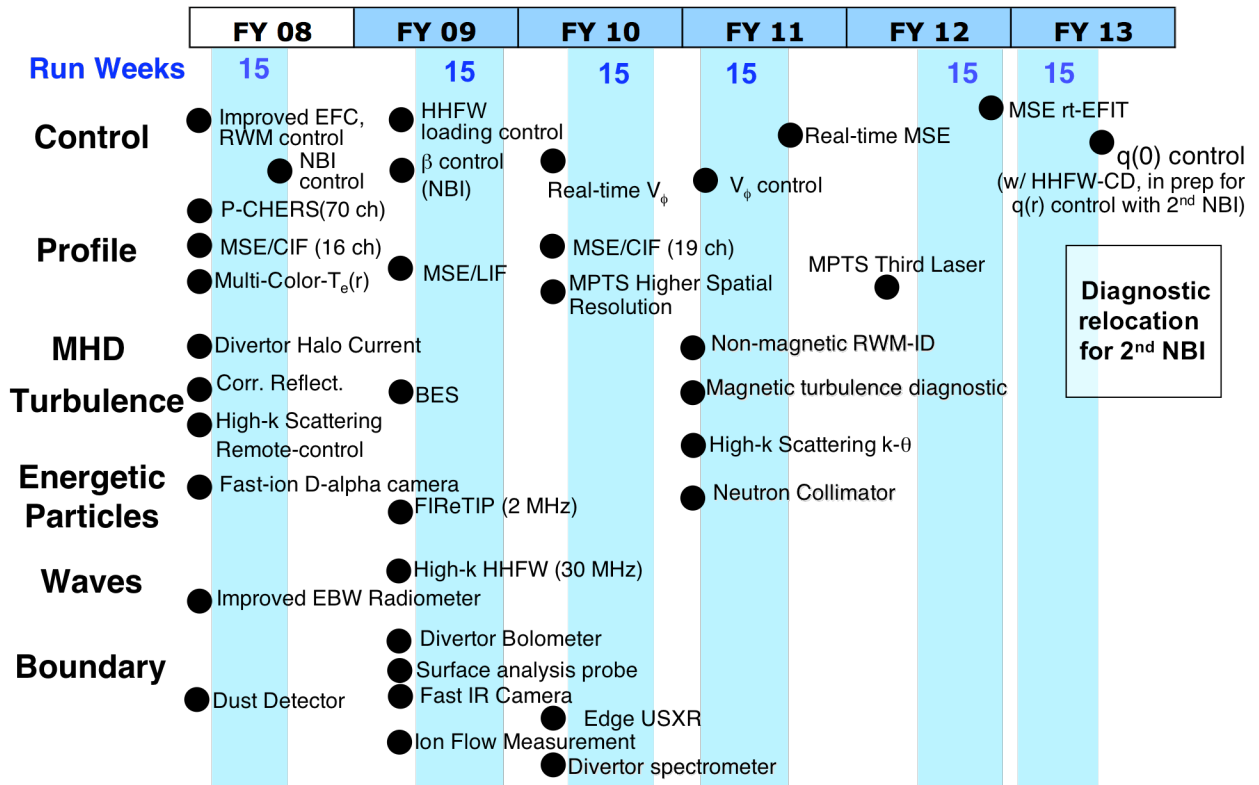 FY 08 FY 09 FY 10 FY 11 FY 12 FY 13
Run Weeks 15 15 15 15 15 15
Control
Improved EFC,
RWM control
NBI
control
HHFW
loading control
β control
(NBI)
Real-time Vϕ
Vϕ control
Real-time MSE
MSE rt-EFIT
q(0) control
(w/ HHFW-CD, in prep for
q(r) control with 2nd NBI)
Profile
P-CHERS(70 ch)
MSE/CIF (16 ch)
Multi-Color-Te(r)
MSE/LIF
MSE/CIF (19 ch)
MPTS Higher Spatial
Resolution
MPTS Third Laser
Diagnostic
relocation
for 2nd NBI
MHD
Divertor Halo Current
Non-magnetic RWM-ID
Turbulence
Corr. Reflect.
High-k Scattering
Remote-control
BES
Magnetic turbulence diagnostic
High-k Scattering k-θ
Energetic
Particles
Fast-ion D-alpha camera
FIReTIP (2 MHz)
Neutron Collimator
Waves
High-k HHFW (30 MHz)
Improved EBW Radiometer
Boundary
Divertor Bolometer
Surface analysis probe
Fast IR Camera
Dust Detector
Edge USXR
Ion Flow Measurement
Divertor spectrometer